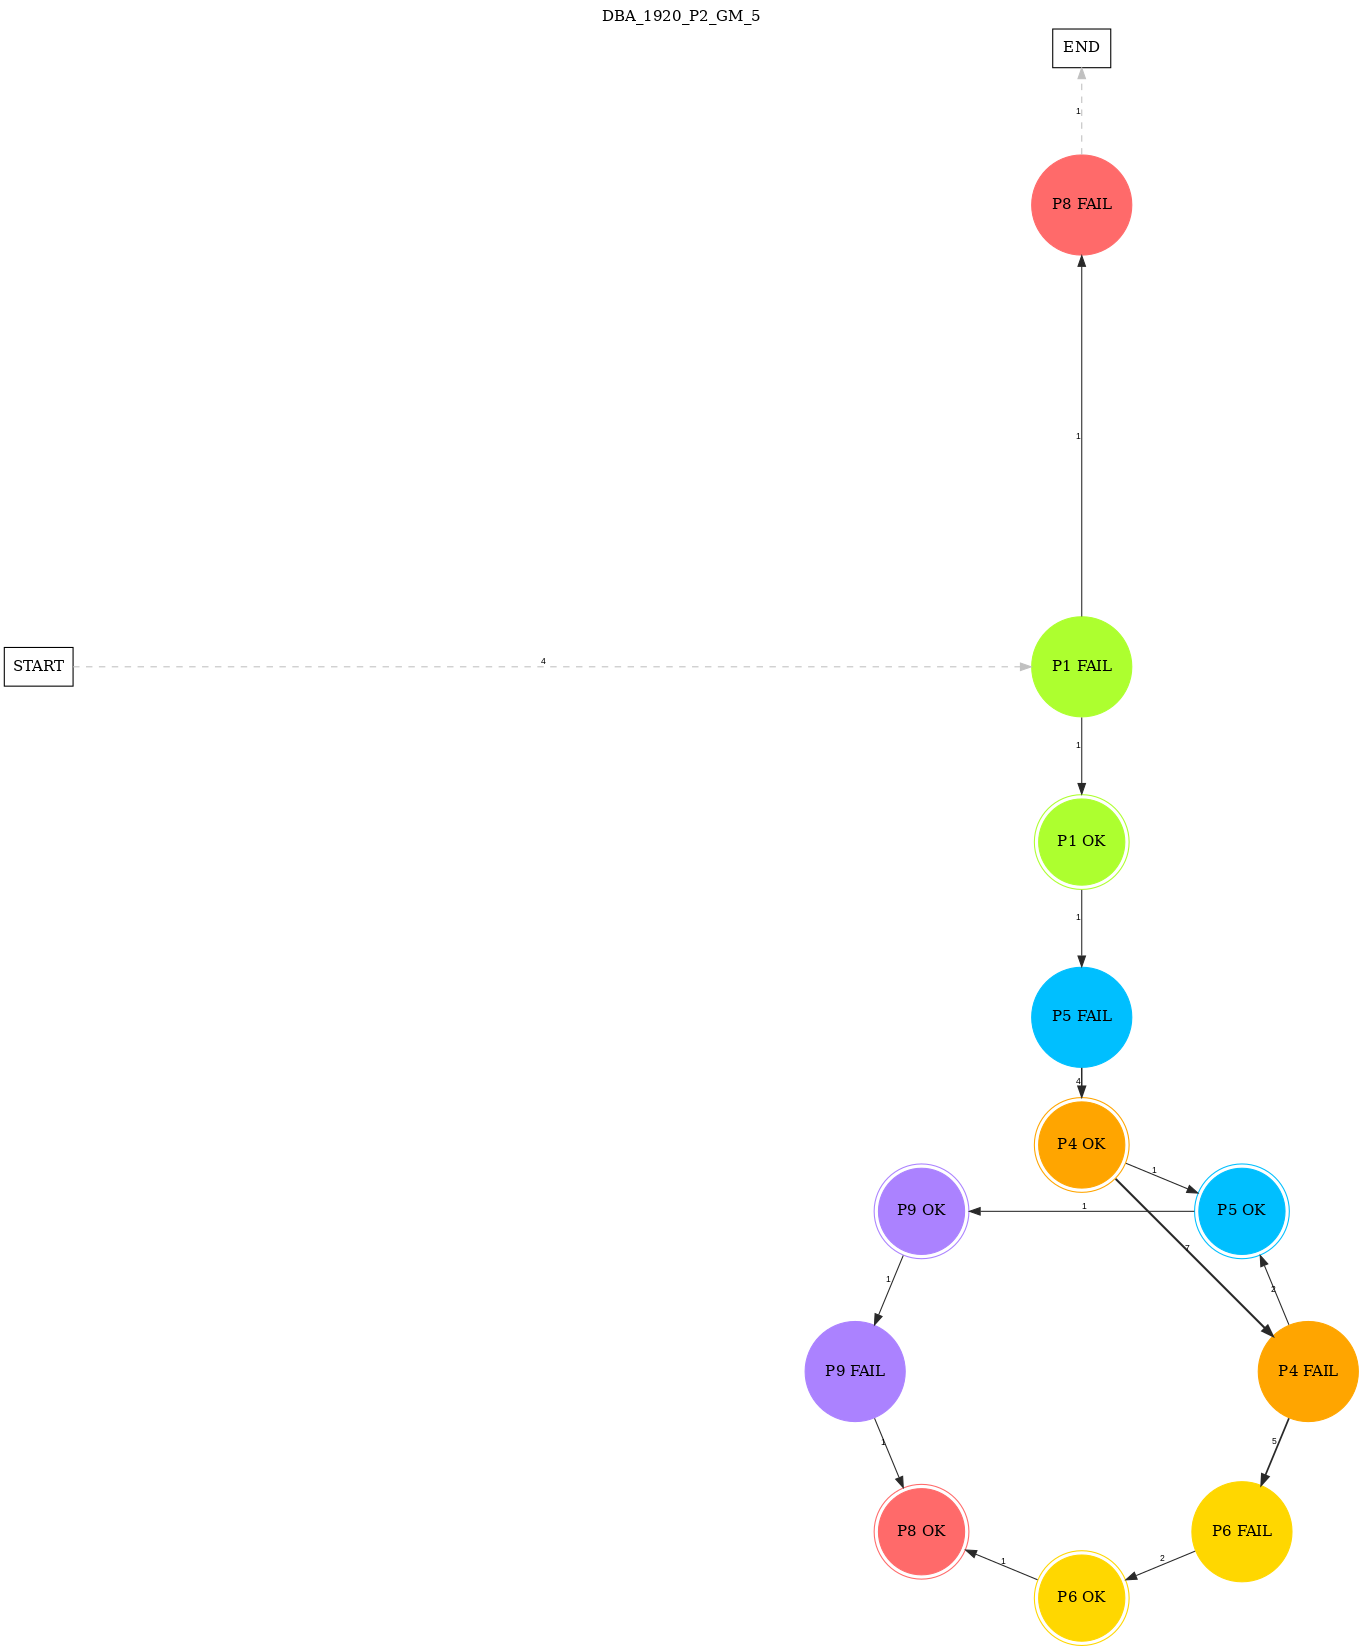 DBA_1920_P2_GM_5
END
1
P8 FAIL
1
START
4
P1 FAIL
1
P1 OK
1
P5 FAIL
4
P4 OK
1
P9 OK
1
P5 OK
7
1
2
P9 FAIL
P4 FAIL
1
5
P8 OK
P6 FAIL
1
2
P6 OK